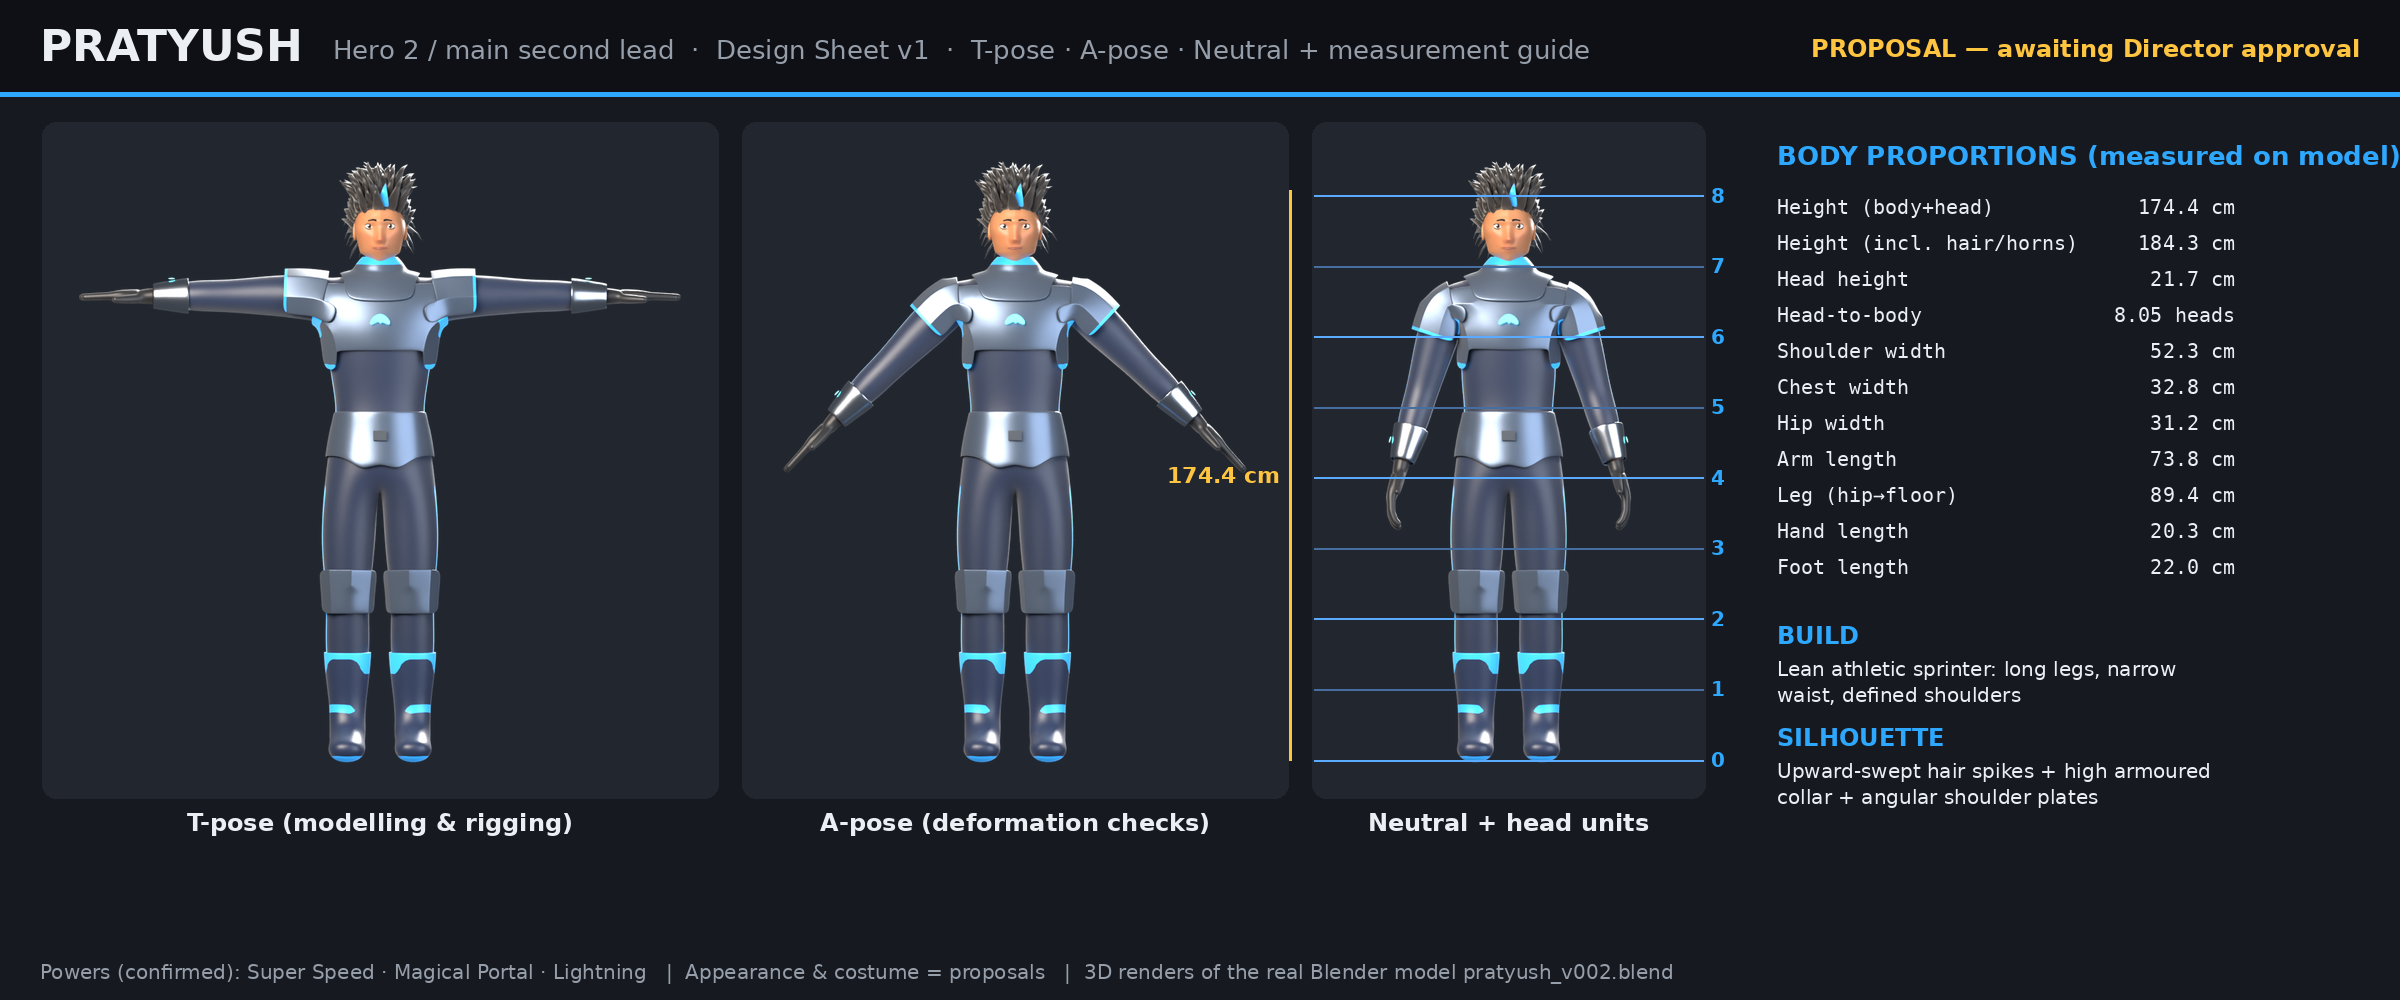 PRATYUSH Hero 2 / main second lead · Design Sheet v1 · T-pose · A-pose · Neutral + measurement guide PROPOSAL — awaiting Director approval
8
7
6
5
4
3
2
1
0
174.4 cm
T-pose (modelling & rigging)
A-pose (deformation checks)
Neutral + head units
BODY PROPORTIONS (measured on model)
Height (body+head) 174.4 cm
Height (incl. hair/horns) 184.3 cm
Head height 21.7 cm
Head-to-body 8.05 heads
Shoulder width 52.3 cm
Chest width 32.8 cm
Hip width 31.2 cm
Arm length 73.8 cm
Leg (hip→floor) 89.4 cm
Hand length 20.3 cm
Foot length 22.0 cm
BUILD
Lean athletic sprinter: long legs, narrow
waist, defined shoulders
SILHOUETTE
Upward-swept hair spikes + high armoured
collar + angular shoulder plates
Powers (confirmed): Super Speed · Magical Portal · Lightning | Appearance & costume = proposals | 3D renders of the real Blender model pratyush_v002.blend